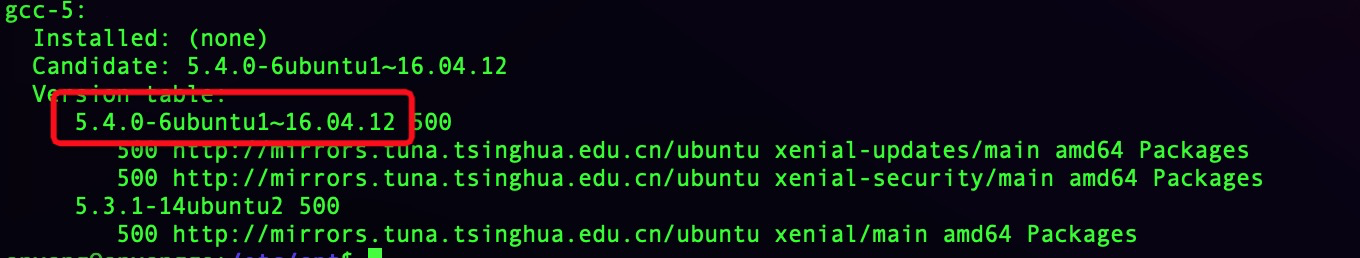 gcc-5:
Installed: (none)
Candidate: 5.4.0-6ubuntu1~16.04.12
Version table:
5.4.0-6ubuntu1~16.04.12 500
500 http://mirrors.tuna.tsinghua.edu.cn/ubuntu xenial-updates/main amd64 Packages
500 http://mirrors.tuna.tsinghua.edu.cn/ubuntu xenial-security/main amd64 Packages
5.3.1-14ubuntu2 500
500 http://mirrors.tuna.tsinghua.edu.cn/ubuntu xenial/main amd64 Packages